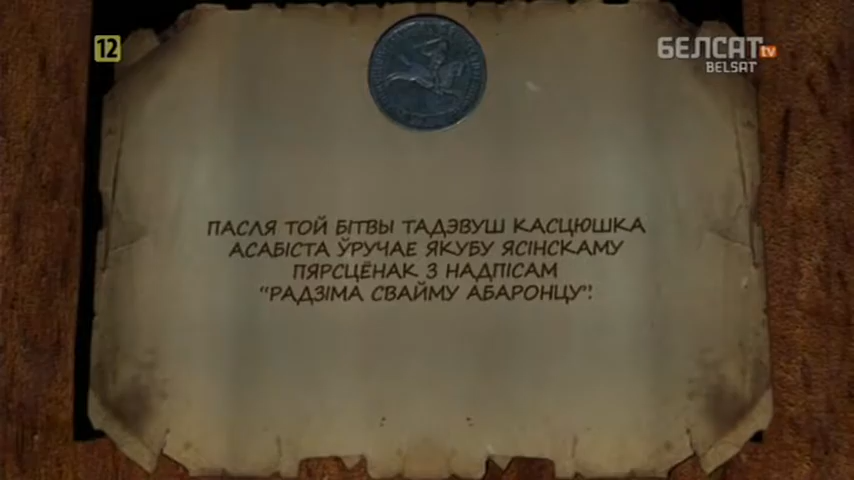 12
БЕЛСАТ tv
BELSAT
ПАСЛЯ ТОЙ БІТВЫ ТАДЭВУШ КАСЦЮШКА
АСАБІСТА ЎРУЧАЕ ЯКУБУ ЯСІНСКАМУ
ПЯРСЦЁНАК З НАДПІСАМ
“РАДЗІМА СВАЙМУ АБАРОНЦУ”!